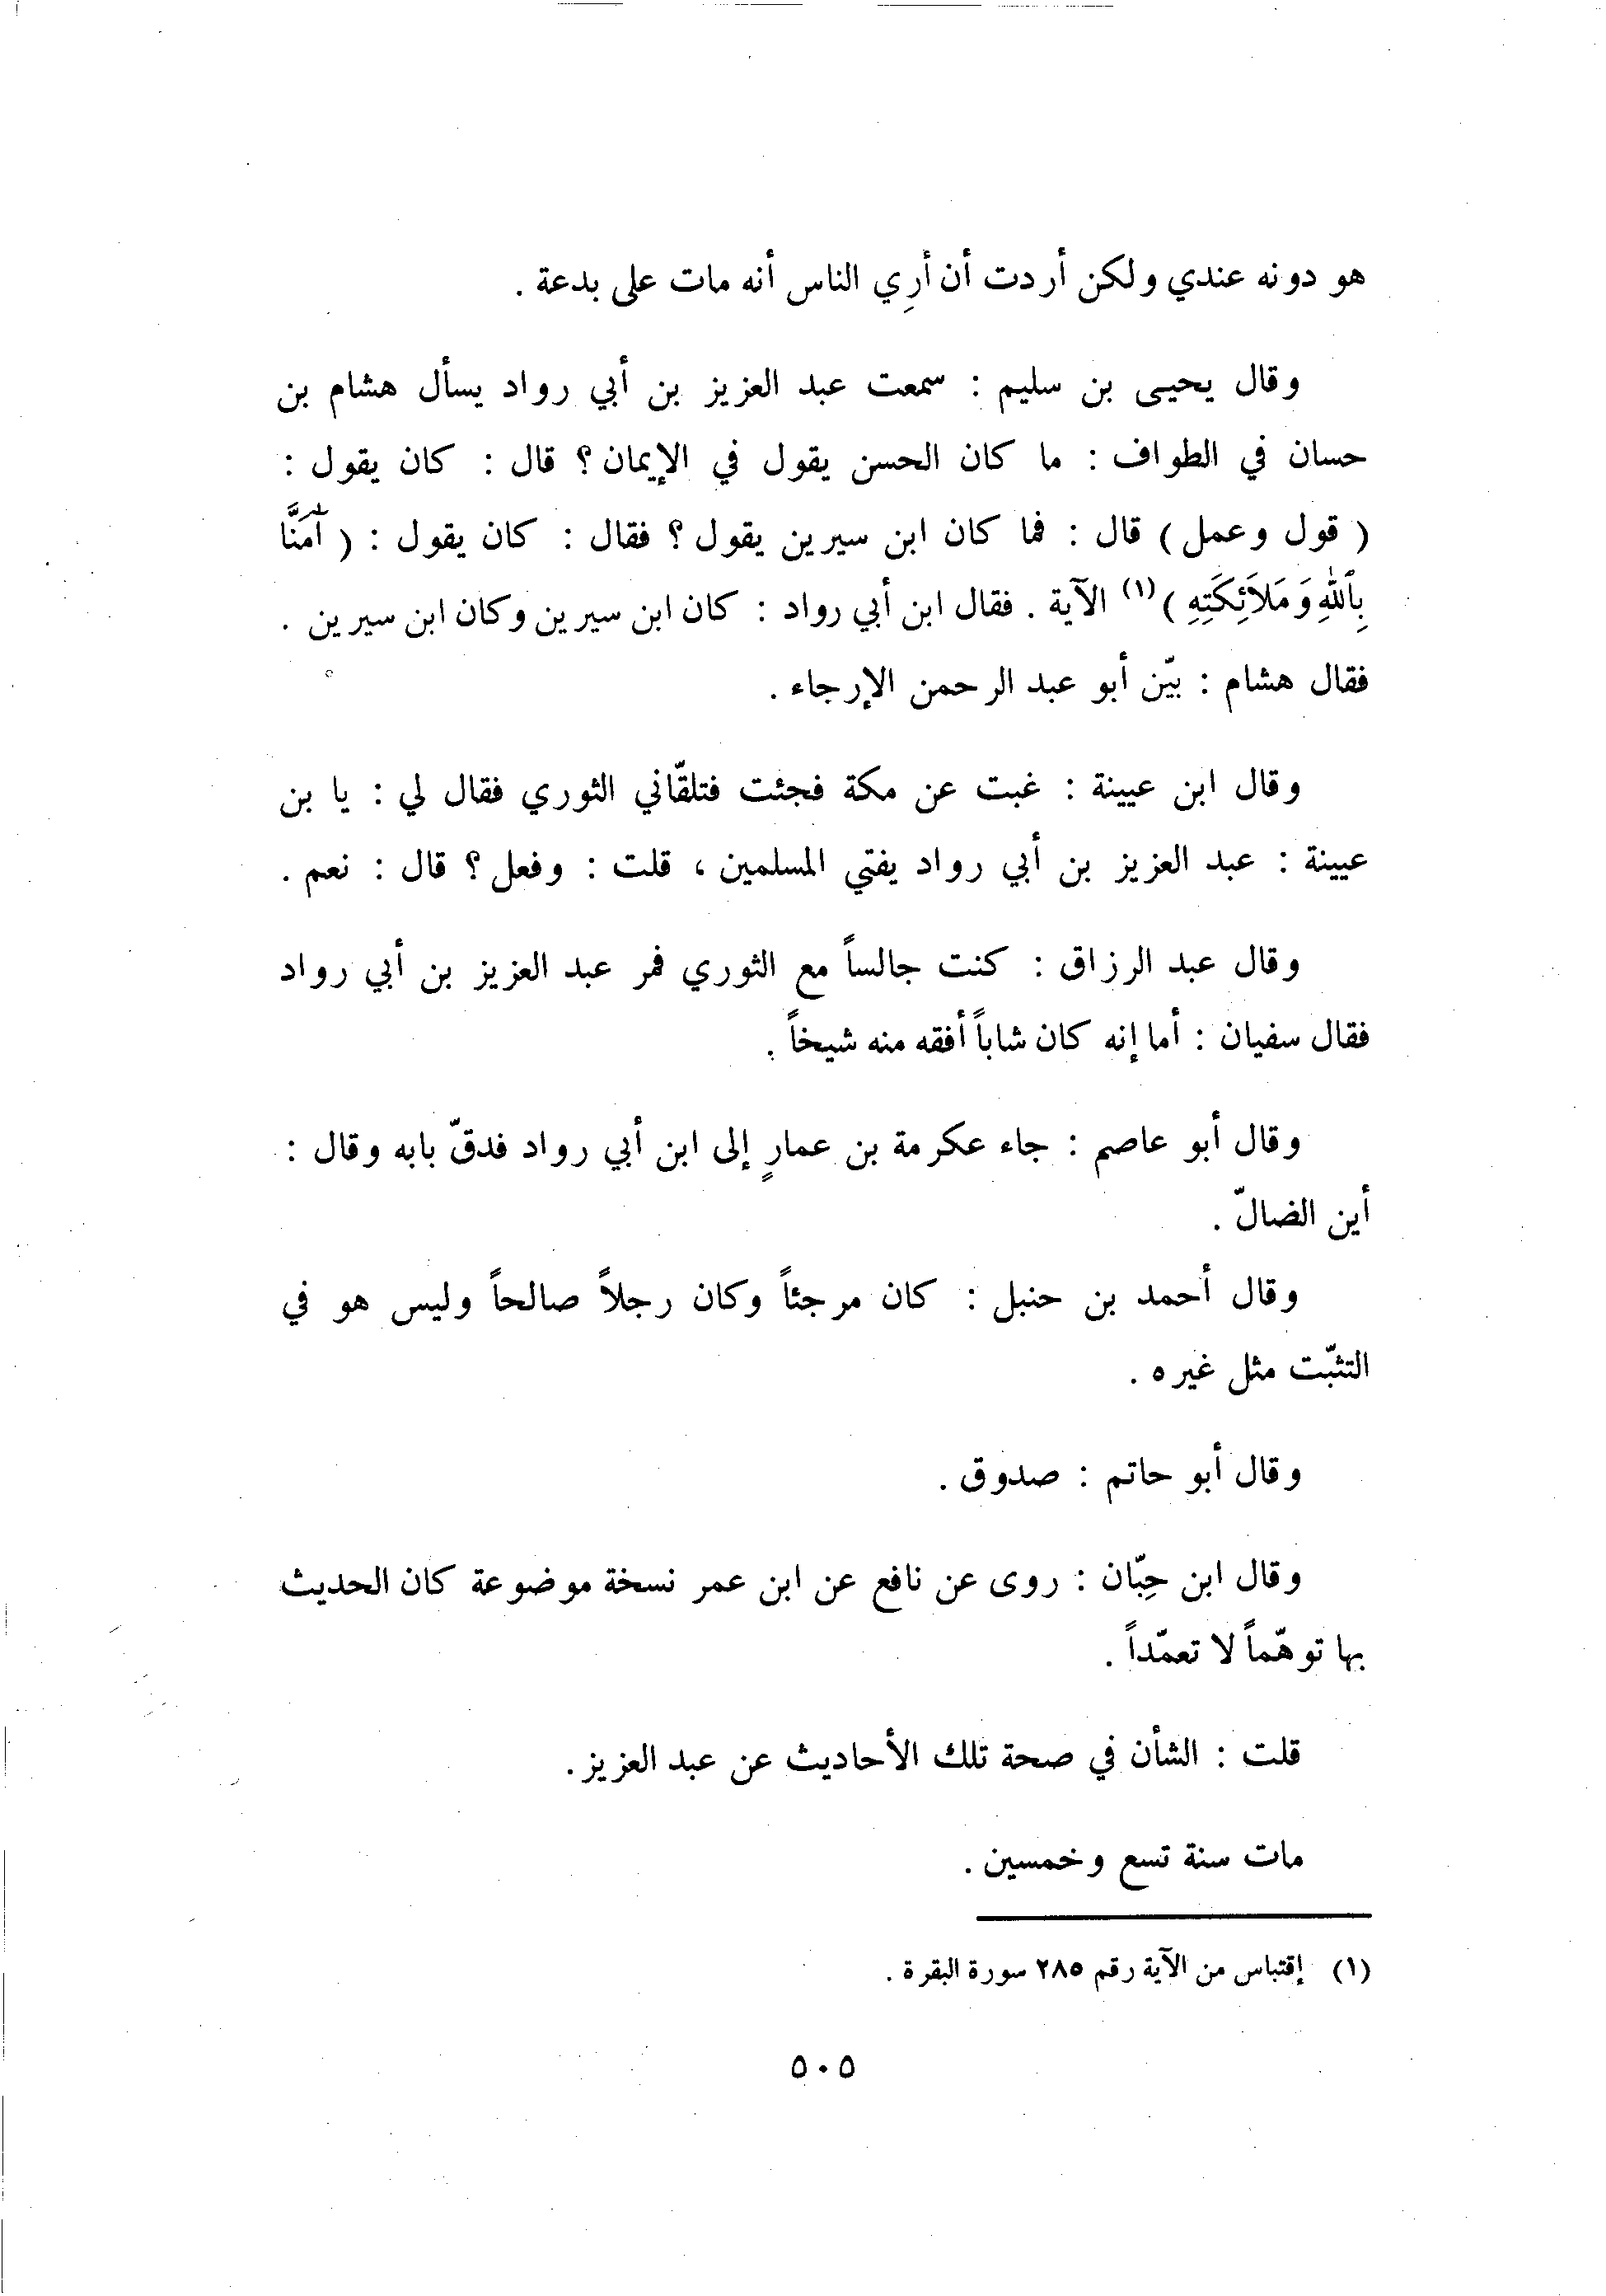 هو دونه عندي ولكن أردت أن أرِي الناس أنه مات على بدعة .
وقال يحيى بن سليم : سمعت عبد العزيز بن أبي رواد يسأل هشام بن
حسان في الطواف : ما كان الحسن يقول في الإيمان ؟ قال : كان يقول :
( قول وعمل ) قال : فما كان ابن سيرين يقول ؟ فقال : كان يقول : ( آمَنَّا
بِٱللهِ وَمَلاَئِكَتِهِ )(١) الآية . فقال ابن أبي رواد : كان ابن سيرين وكان ابن سيرين .
فقال هشام : بيّن أبو عبد الرحمن الإرجاء .
وقال ابن عيينة : غبت عن مكة فجئت فتلقّاني الثوري فقال لي : يا بن
عيينة : عبد العزيز بن أبي رواد يفتي المسلمين ، قلت : وفعل ؟ قال : نعم .
وقال عبد الرزاق : كنت جالساً مع الثوري فمر عبد العزيز بن أبي رواد
فقال سفيان : أما إنه كان شاباً أفقه منه شيخاً .
وقال أبو عاصم : جاء عكرمة بن عمارٍ إلى ابن أبي رواد فدقّ بابه وقال :
أين الضالّ .
وقال أحمد بن حنبل : كان مرجئاً وكان رجلاً صالحاً وليس هو في
التثبّت مثل غيره .
وقال أبو حاتم : صدوق .
وقال ابن حِبّان : روى عن نافع عن ابن عمر نسخة موضوعة كان الحديث
بها توهّماً لا تعمّداً .
قلت : الشأن في صحة تلك الأحاديث عن عبد العزيز .
مات سنة تسع وخمسين .
(١) إقتباس من الآية رقم ٢٨٥ سورة البقرة .
٥٠٥